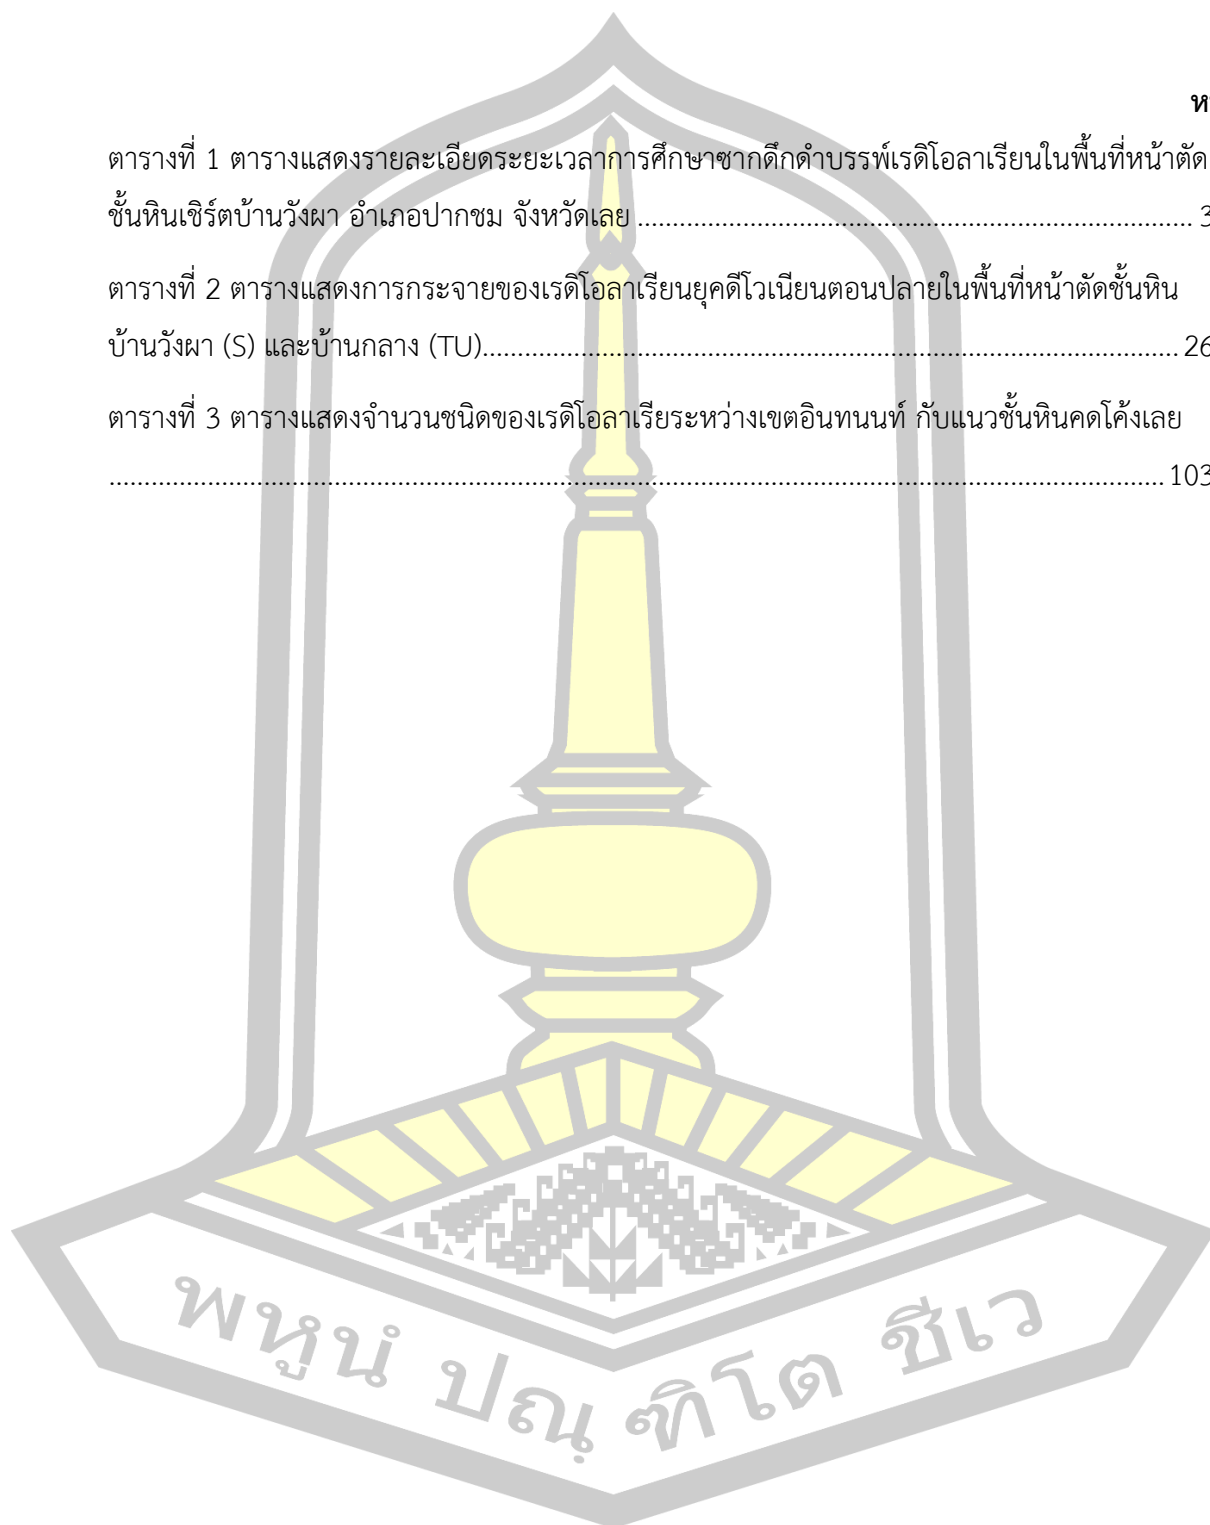 ตารางที่ 1 ตารางแสดงรายละเอียดระยะเวลาการศึกษาซากดึกดำบรรพ์เรดิโอลาเรียนในพื้นที่หน้าตัด
ชั้นหินเชิร์ตบ้านวังผา อำเภอปากชม จังหวัดเลย ................................................................................ 3
ตารางที่ 2 ตารางแสดงการกระจายของเรดิโอลาเรียนยุคดีโวเนียนตอนปลายในพื้นที่หน้าตัดชั้นหิน
บ้านวังผา (S) และบ้านกลาง (TU)..................................................................................................... 26
ตารางที่ 3 ตารางแสดงจำนวนชนิดของเรดิโอลาเรียระหว่างเขตอินทนนท์ กับแนวชั้นหินคดโค้งเลย
......................................................................................................................................................... 103
พหูนํ ปณฺฑิโต ชีเว